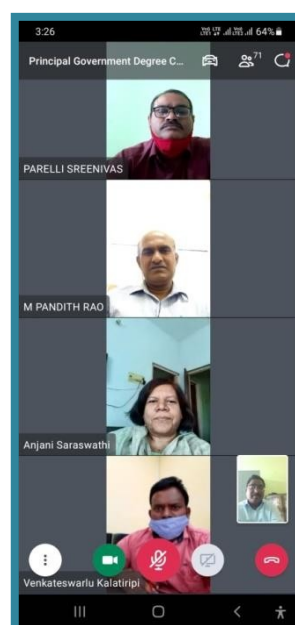 3:26 64%
Principal Government Degree C... 71
PARELLI SREENIVAS
M PANDITH RAO
Anjani Saraswathi
Venkateswarlu Kalatiripi